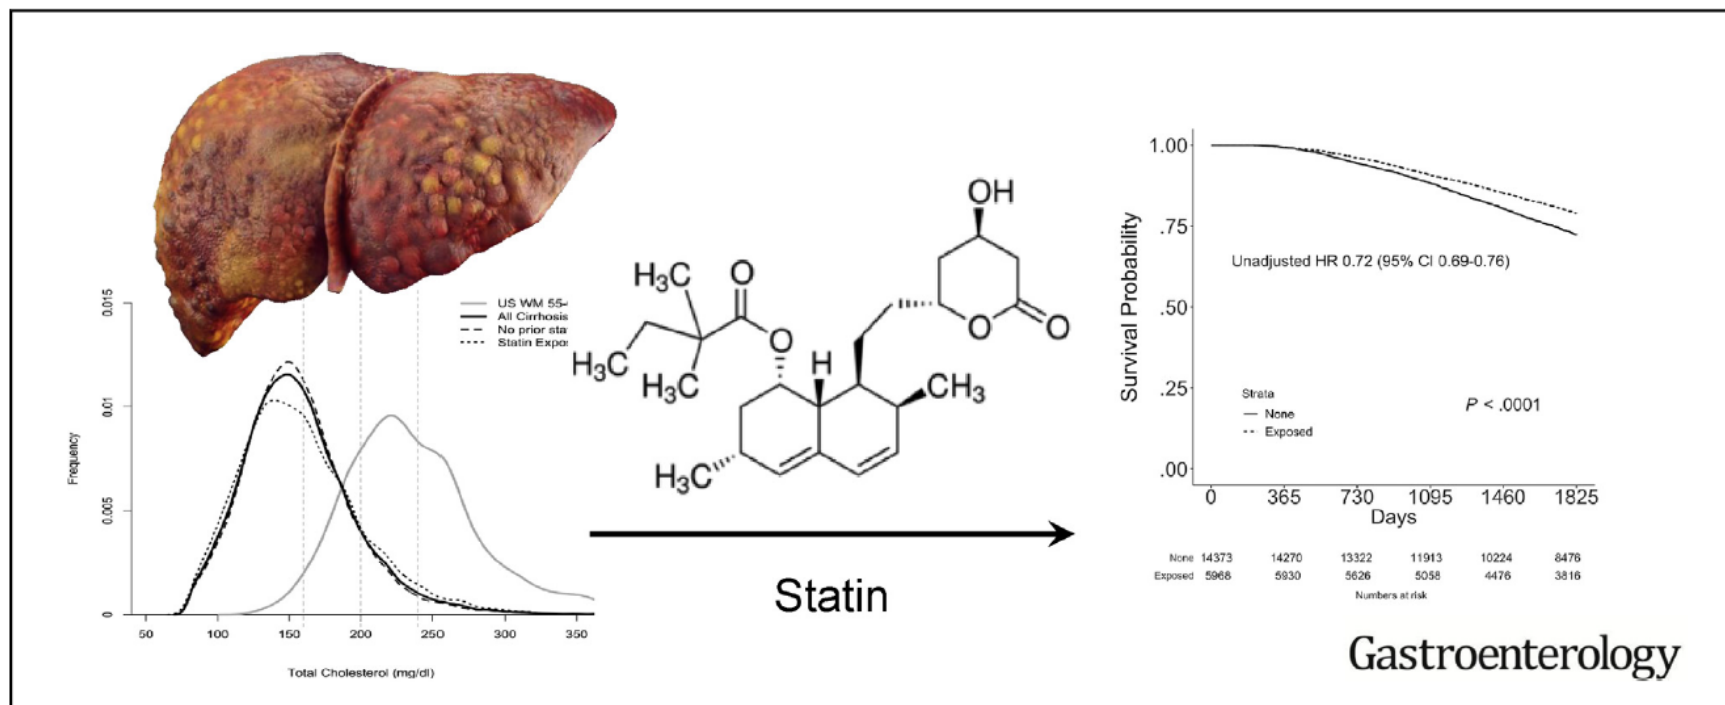 0.015
0.01
0.005
0
Frequency
US WM 55-
All Cirrhosis
No prior sta
Statin Expo
50 100 150 200 250 300 350
Total Cholesterol (mg/dl)
OH
H3C
O
O
H3C
H3C
H
O
O
CH3
H3C
Statin
Survival Probability
1.00
.75
.50
.25
.00
Unadjusted HR 0.72 (95% CI 0.69-0.76)
Strata
None
Exposed
P < .0001
0 365 730 1095 1460 1825
Days
None 14373 14270 13322 11913 10224 8476
Exposed 5968 5930 5626 5058 4476 3816
Numbers at risk
Gastroenterology